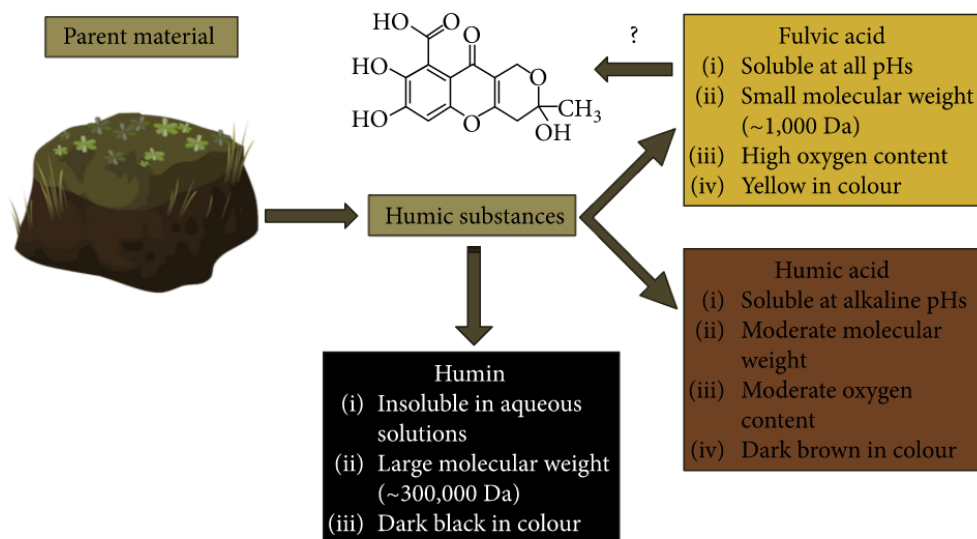 Parent material
HO
O
O
HO
HO
O
O
CH3
OH
?
Fulvic acid
(i) Soluble at all pHs
(ii) Small molecular weight
(~1,000 Da)
(iii) High oxygen content
(iv) Yellow in colour
Humic substances
Humic acid
(i) Soluble at alkaline pHs
(ii) Moderate molecular
weight
(iii) Moderate oxygen
content
(iv) Dark brown in colour
Humin
(i) Insoluble in aqueous
solutions
(ii) Large molecular weight
(~300,000 Da)
(iii) Dark black in colour